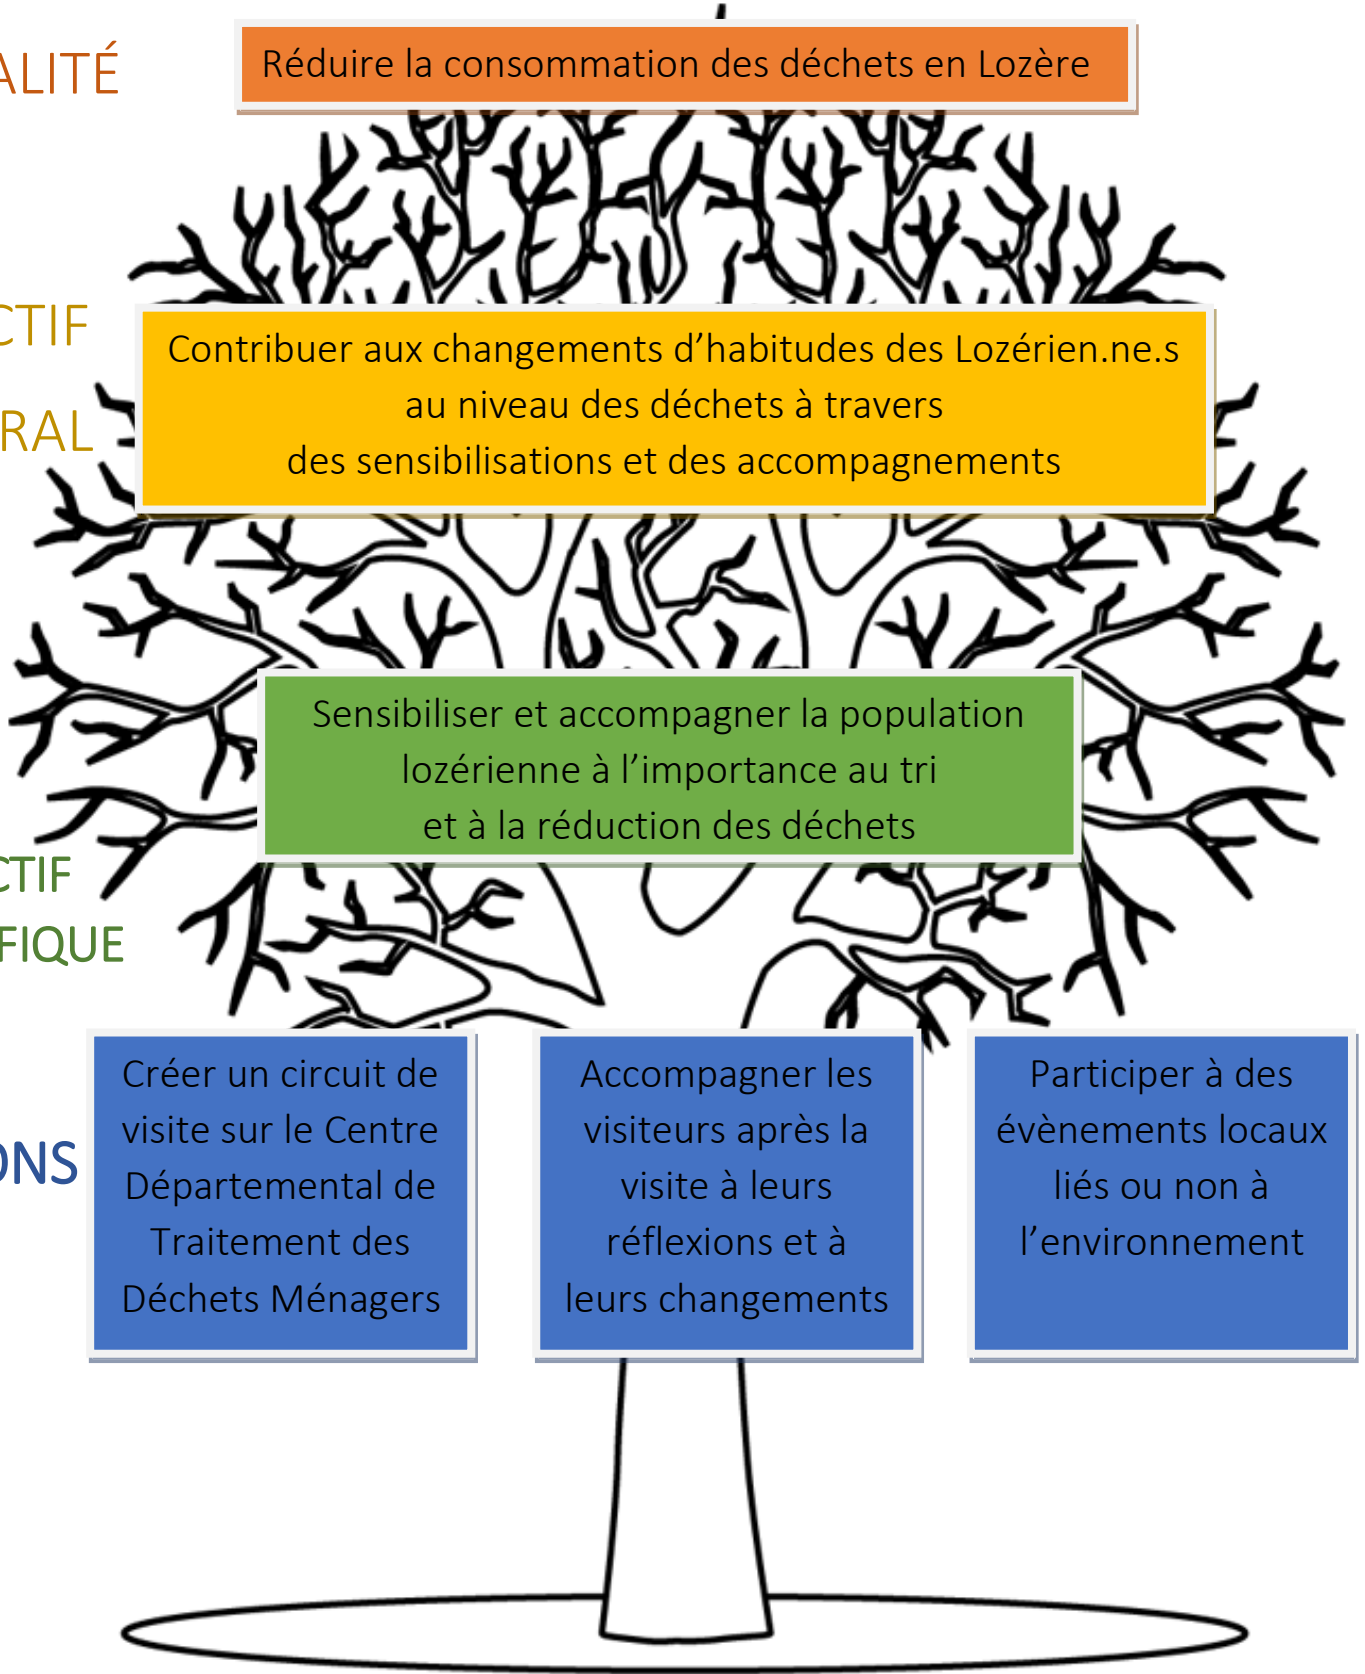 ALITÉ
Réduire la consommation des déchets en Lozère
CTIF
RAL
Contribuer aux changements d’habitudes des Lozérien.ne.s
au niveau des déchets à travers
des sensibilisations et des accompagnements
Sensibiliser et accompagner la population
lozérienne à l’importance au tri
et à la réduction des déchets
CTIF
FIQUE
ONS
Créer un circuit de
visite sur le Centre
Départemental de
Traitement des
Déchets Ménagers
Accompagner les
visiteurs après la
visite à leurs
réflexions et à
leurs changements
Participer à des
évènements locaux
liés ou non à
l’environnement